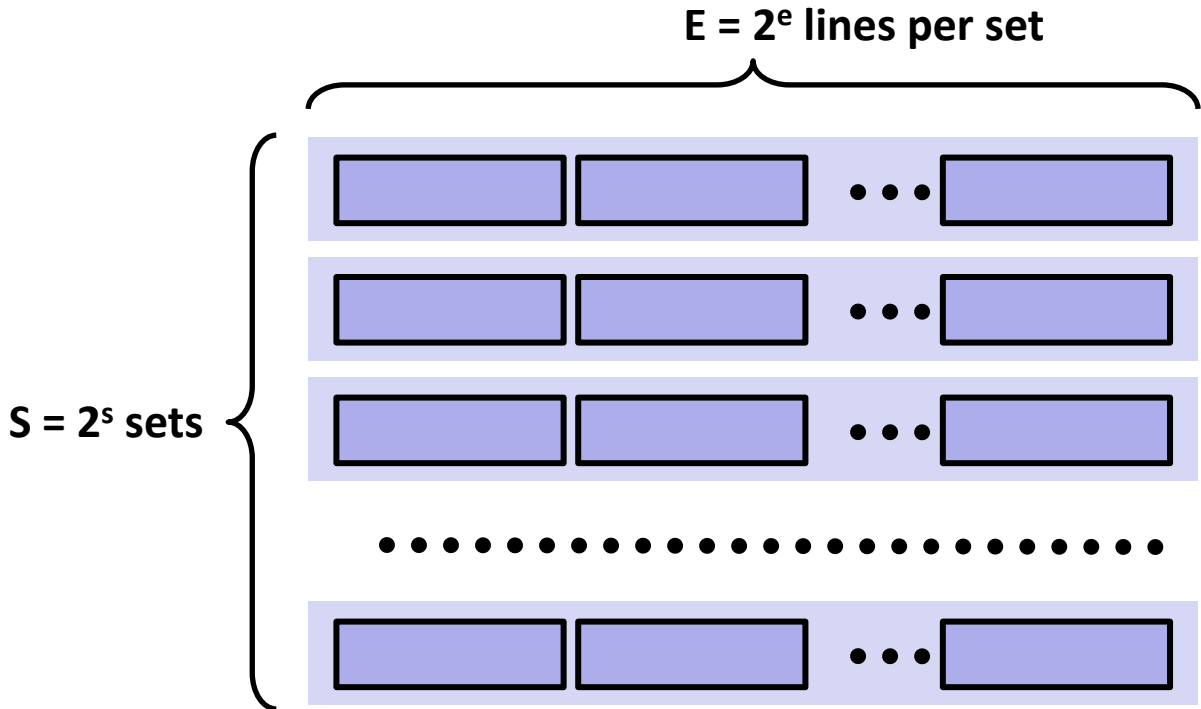 E = 2ᵉ lines per set
S = 2ˢ sets